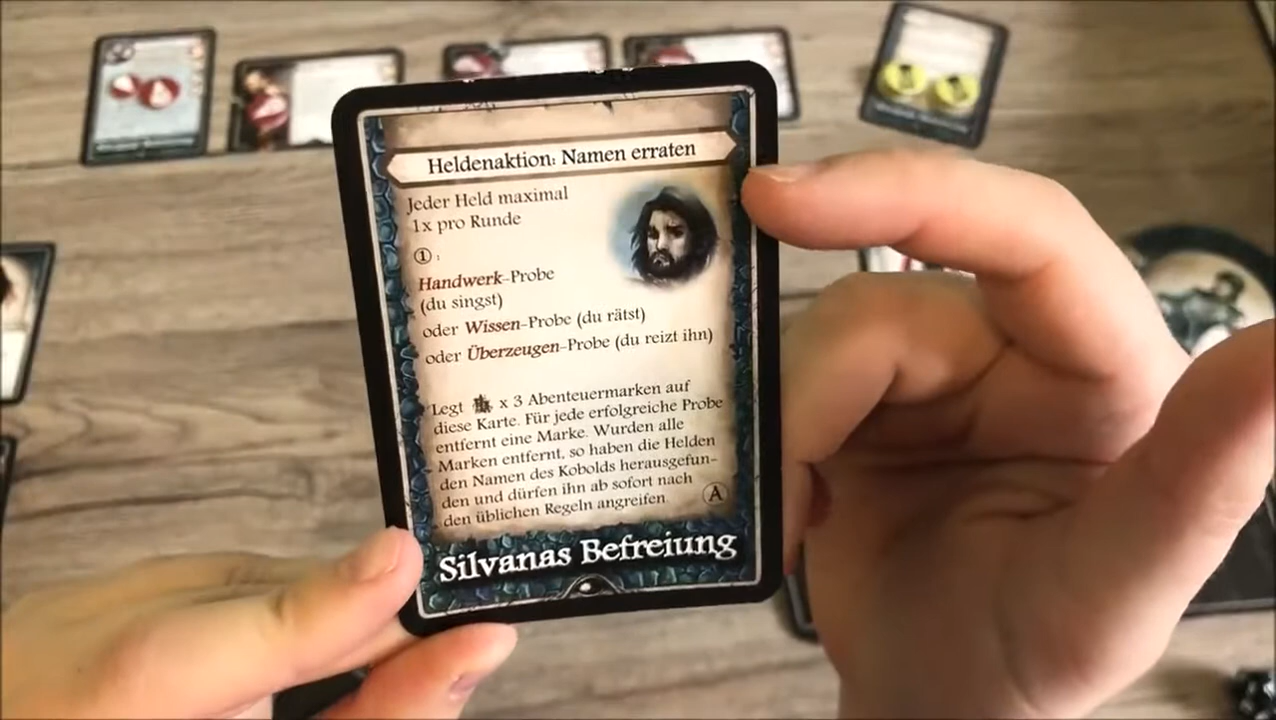 Heldenaktion: Namen erraten
Jeder Held maximal
1x pro Runde
① :
Handwerk-Probe
(du singst)
oder Wissen-Probe (du rätst)
oder Überzeugen-Probe (du reizt ihn)
Legt x 3 Abenteuermarken auf
diese Karte. Für jede erfolgreiche Probe
entfernt eine Marke. Wurden alle
Marken entfernt, so haben die Helden
den Namen des Kobolds herausgefun-
den und dürfen ihn ab sofort nach
den üblichen Regeln angreifen.
A
Silvanas Befreiung